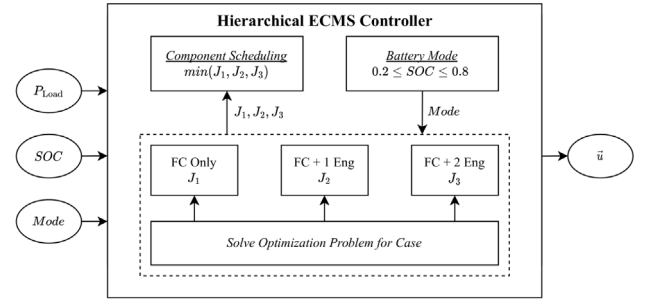 Hierarchical ECMS Controller
Component Scheduling
min(J₁, J₂, J₃)
Battery Mode
0.2 ≤ SOC ≤ 0.8
P_Load
J₁, J₂, J₃
Mode
SOC
FC Only
J₁
FC + 1 Eng
J₂
FC + 2 Eng
J₃
u⃗
Mode
Solve Optimization Problem for Case